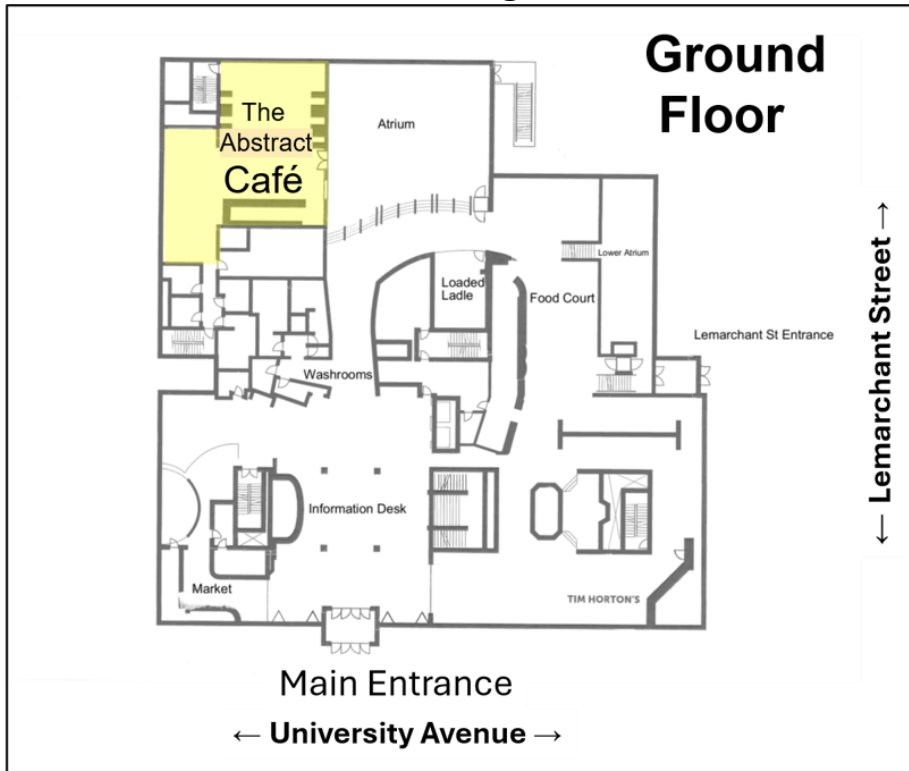 Ground
Floor
The
Abstract
Café
Atrium
Lower Atrium
Loaded
Ladle
Food Court
Lemarchant St Entrance
← Lemarchant Street →
Washrooms
Information Desk
Market
TIM HORTON'S
Main Entrance
← University Avenue →